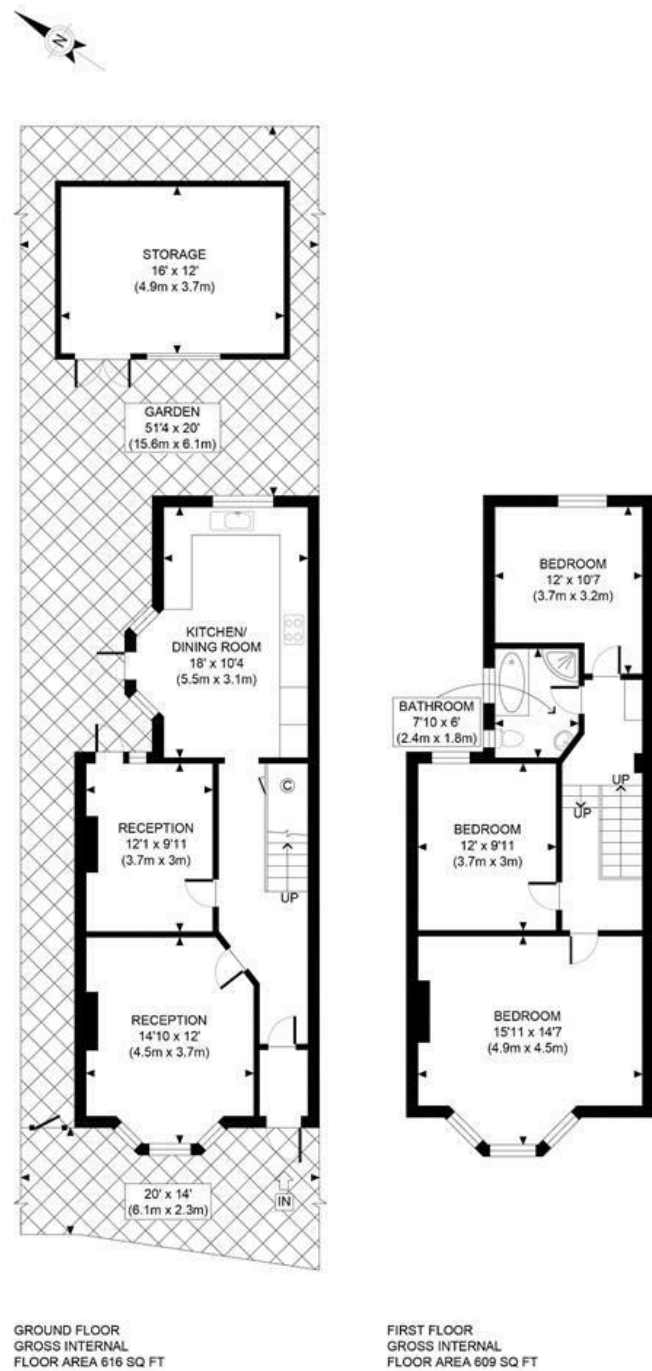 N
STORAGE
16' x 12'
(4.9m x 3.7m)
GARDEN
51'4 x 20'
(15.6m x 6.1m)
KITCHEN/
DINING ROOM
18' x 10'4
(5.5m x 3.1m)
RECEPTION
12'1 x 9'11
(3.7m x 3m)
C
UP
RECEPTION
14'10 x 12'
(4.5m x 3.7m)
20' x 14'
(6.1m x 2.3m)
IN
GROUND FLOOR
GROSS INTERNAL
FLOOR AREA 616 SQ FT
BEDROOM
12' x 10'7
(3.7m x 3.2m)
BATHROOM
7'10 x 6'
(2.4m x 1.8m)
UP
UP
BEDROOM
12' x 9'11
(3.7m x 3m)
BEDROOM
15'11 x 14'7
(4.9m x 4.5m)
FIRST FLOOR
GROSS INTERNAL
FLOOR AREA 609 SQ FT